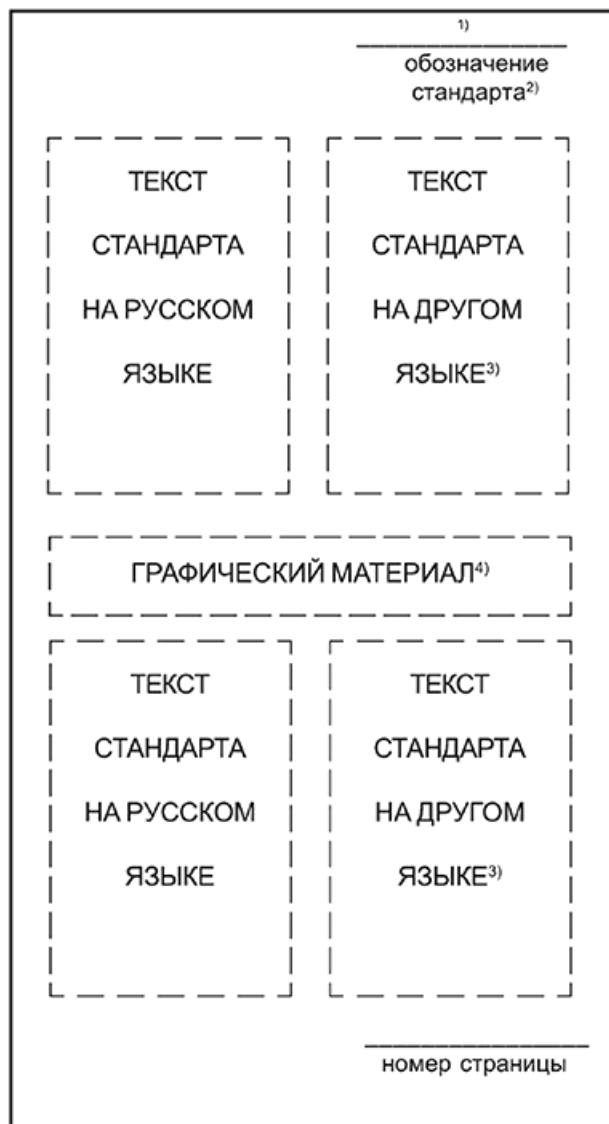 1)
обозначение
стандарта2)
ТЕКСТ
СТАНДАРТА
НА РУССКОМ
ЯЗЫКЕ
ТЕКСТ
СТАНДАРТА
НА ДРУГОМ
ЯЗЫКЕ3)
ГРАФИЧЕСКИЙ МАТЕРИАЛ4)
ТЕКСТ
СТАНДАРТА
НА РУССКОМ
ЯЗЫКЕ
ТЕКСТ
СТАНДАРТА
НА ДРУГОМ
ЯЗЫКЕ3)
номер страницы